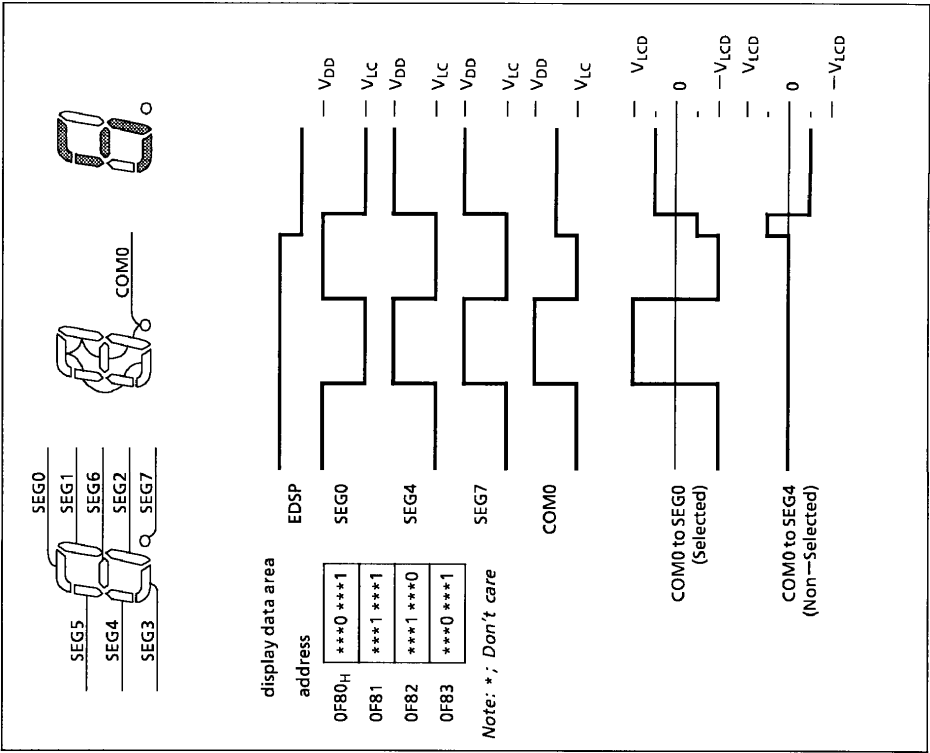 SEG5
SEG4
SEG3
SEG0
SEG1
SEG6
SEG2
SEG7
COM0
display data area
address
0F80H ***0 ***1
0F81 ***1 ***1
0F82 ***1 ***0
0F83 ***0 ***1
Note: *; Don't care
EDSP
SEG0
VDD
VLC
SEG4
VDD
VLC
SEG7
VDD
VLC
COM0
VDD
VLC
COM0 to SEG0
(Selected)
VLCD
0
—VLCD
COM0 to SEG4
(Non—Selected)
VLCD
0
—VLCD